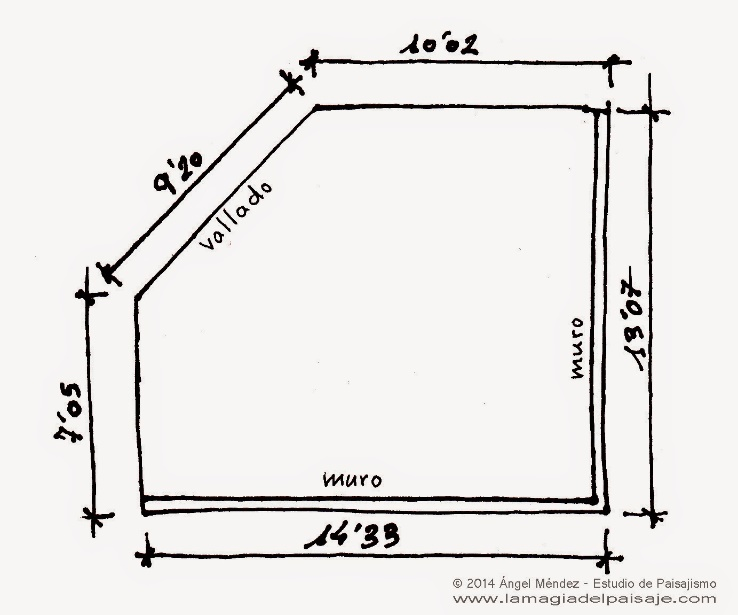 10'02
9'20
vallado
muro
13'07
7'05
muro
14'33
© 2014 Ángel Méndez - Estudio de Paisajismo
www.lamagiadelpaisaje.com